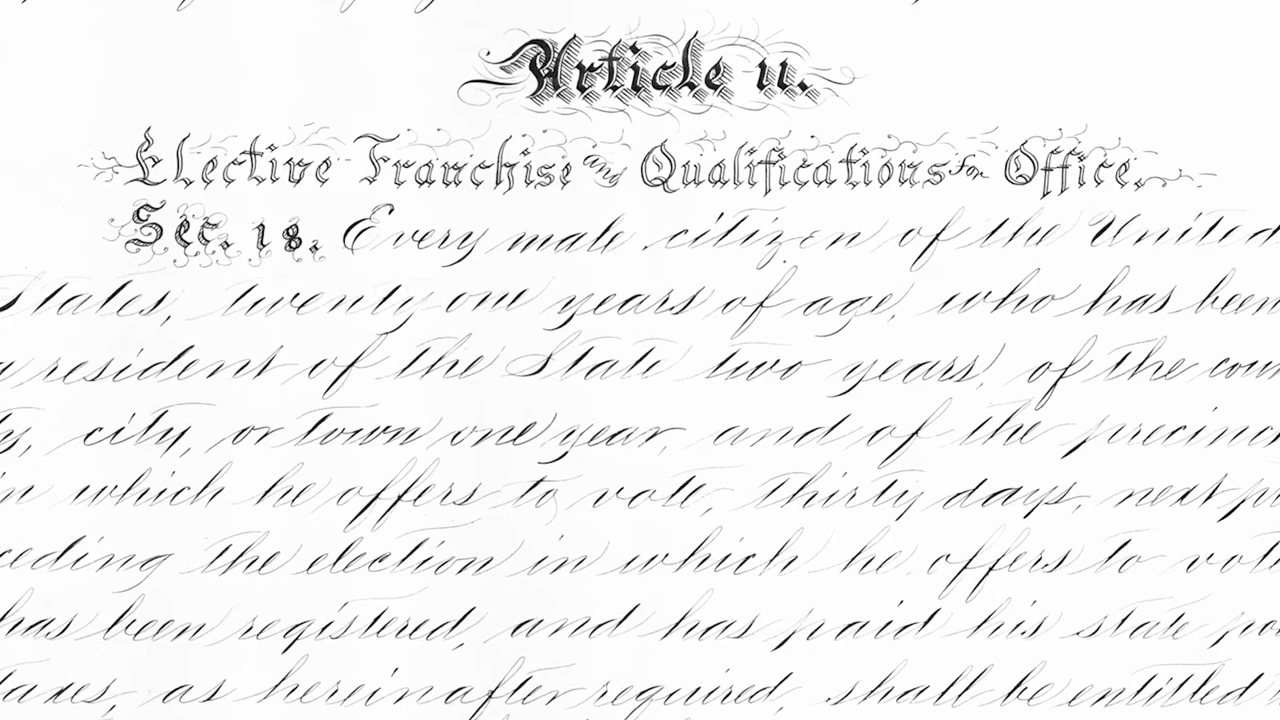 Article II.
Elective Franchise and Qualifications for Office.
Sec. 18. Every male citizen of the United
States, twenty one years of age, who has been
a resident of the State two years, of the coun
ty, city, or town one year, and of the precinc
in which he offers to vote, thirty days, next pr
ceding the election in which he offers to vote
has been registered, and has paid his state po
taxes, as hereinafter required, shall be entitled